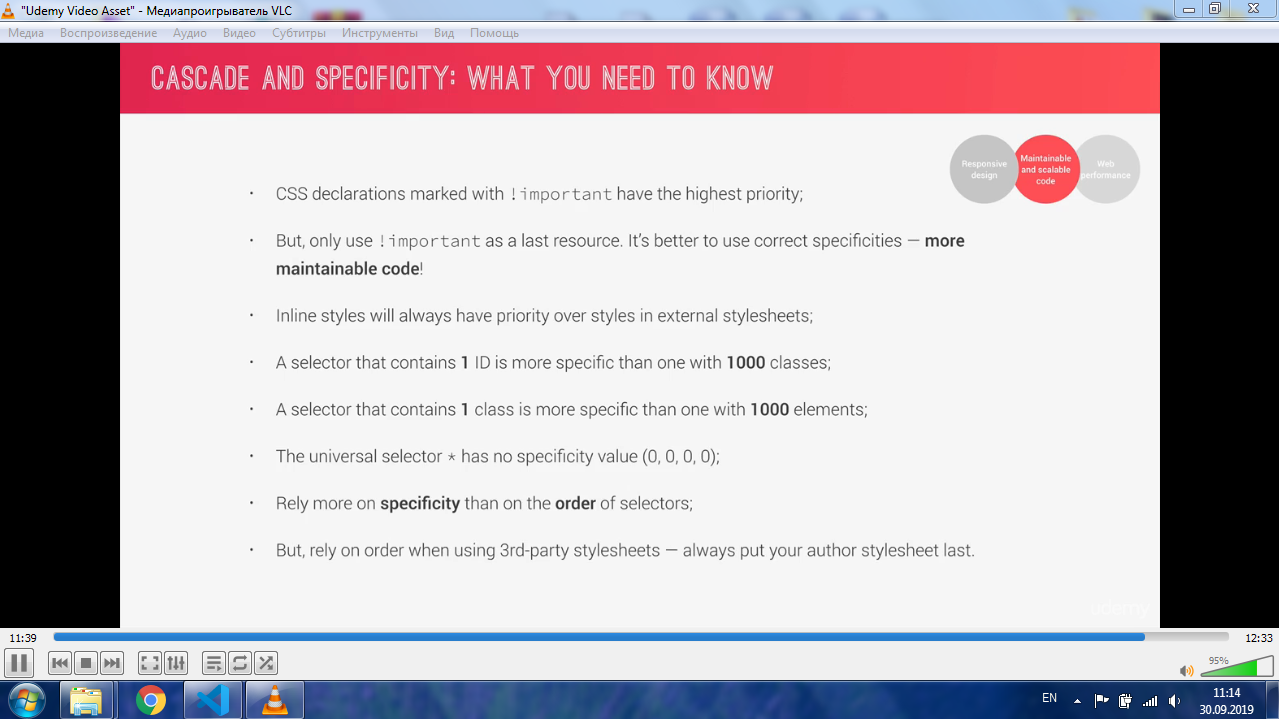 "Udemy Video Asset" - Медиапроигрыватель VLC
Медиа Воспроизведение Аудио Видео Субтитры Инструменты Вид Помощь
CASCADE AND SPECIFICITY: WHAT YOU NEED TO KNOW
Responsive
design
Maintainable
and scalable
code
Web
performance
· CSS declarations marked with !important have the highest priority;
· But, only use !important as a last resource. It's better to use correct specificities — more
maintainable code!
· Inline styles will always have priority over styles in external stylesheets;
· A selector that contains 1 ID is more specific than one with 1000 classes;
· A selector that contains 1 class is more specific than one with 1000 elements;
· The universal selector * has no specificity value (0, 0, 0, 0);
· Rely more on specificity than on the order of selectors;
· But, rely on order when using 3rd-party stylesheets — always put your author stylesheet last.
udemy
11:39
12:33
95%
EN
11:14
30.09.2019